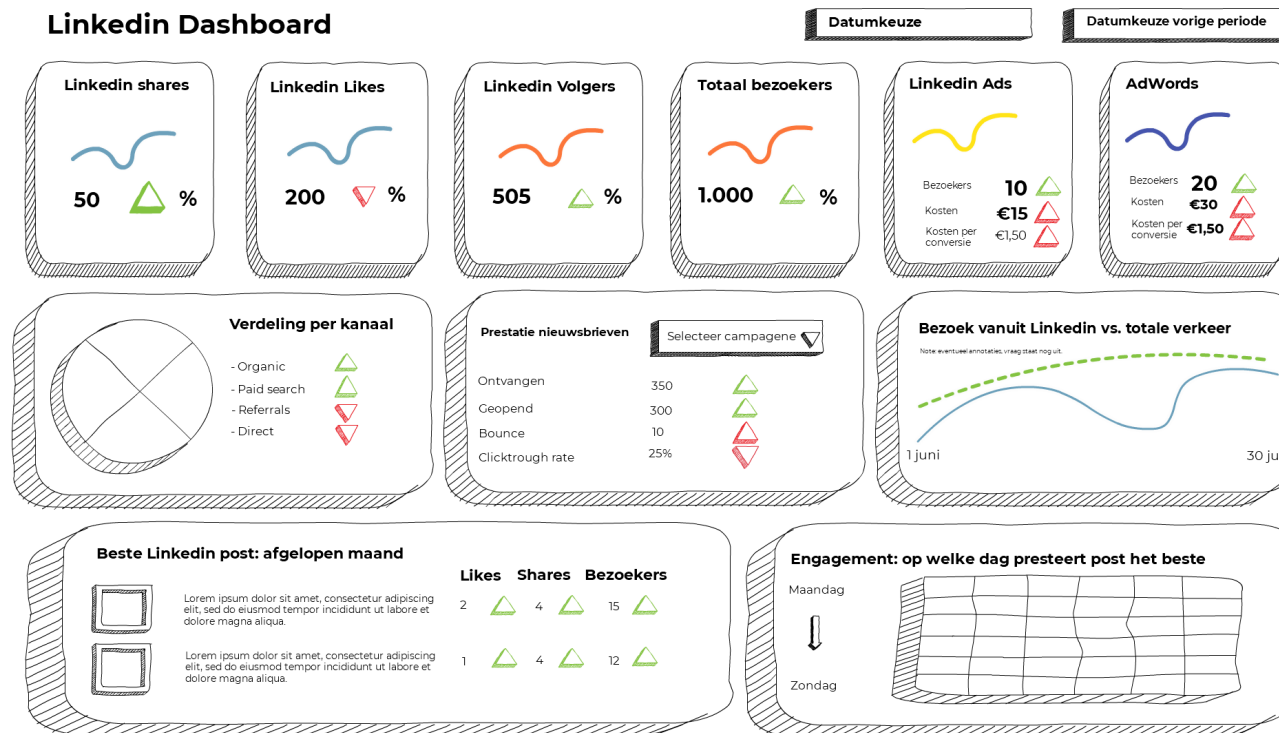 Linkedin Dashboard
Datumkeuze
Datumkeuze vorige periode
Linkedin shares
50 %
Linkedin Likes
200 %
Linkedin Volgers
505 %
Totaal bezoekers
1.000 %
Linkedin Ads
Bezoekers 10
Kosten €15
Kosten per
conversie €1,50
AdWords
Bezoekers 20
Kosten €30
Kosten per
conversie €1,50
Verdeling per kanaal
- Organic
- Paid search
- Referrals
- Direct
Prestatie nieuwsbrieven
Selecteer campagene
Ontvangen 350
Geopend 300
Bounce 10
Clicktrough rate 25%
Bezoek vanuit Linkedin vs. totale verkeer
Note: eventueel annotaties, vraag staat nog uit.
1 juni
30 ju
Beste Linkedin post: afgelopen maand
Likes Shares Bezoekers
Lorem ipsum dolor sit amet, consectetur adipiscing
elit, sed do eiusmod tempor incididunt ut labore et
dolore magna aliqua.
2 4 15
Lorem ipsum dolor sit amet, consectetur adipiscing
elit, sed do eiusmod tempor incididunt ut labore et
dolore magna aliqua.
1 4 12
Engagement: op welke dag presteert post het beste
Maandag
Zondag